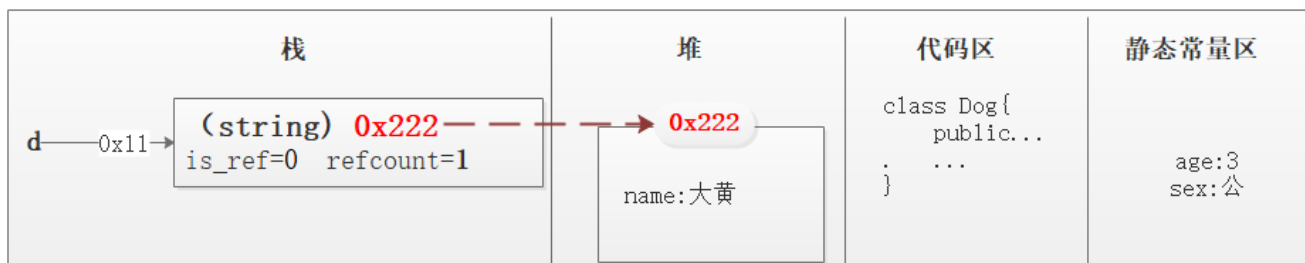 栈
堆
代码区
静态常量区
d
0x11
(string) 0x222
is_ref=0 refcount=1
0x222
name:大黄
class Dog{
public...
. ...
}
age:3
sex:公